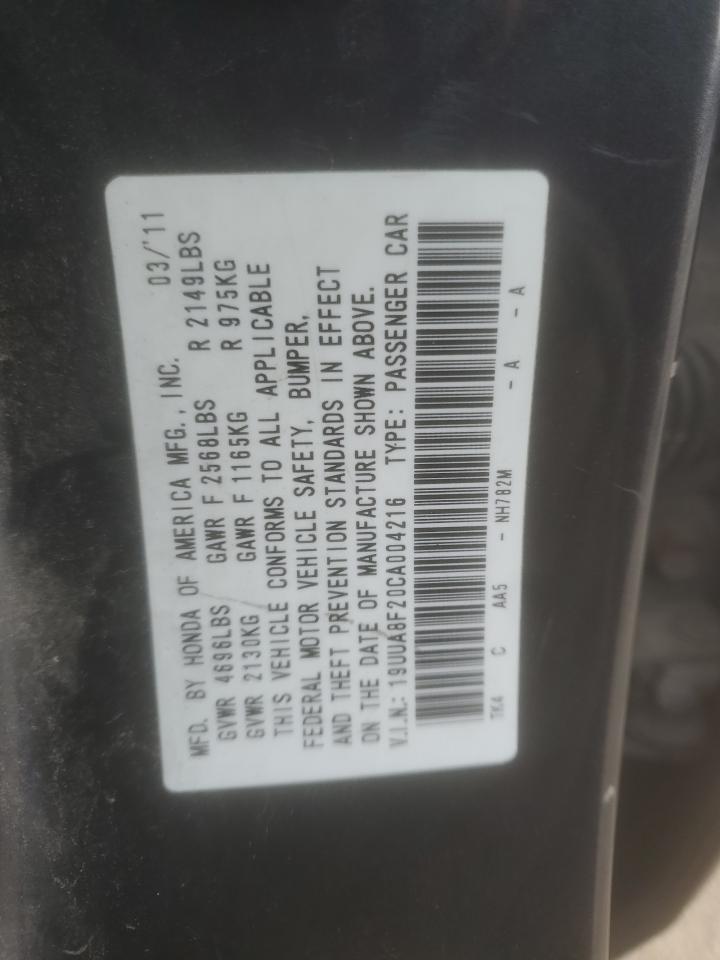 MFD. BY HONDA OF AMERICA MFG., INC. 03/'11
GVWR 4696LBS GAWR F 2568LBS R 2149LBS
GVWR 2130KG GAWR F 1165KG R 975KG
THIS VEHICLE CONFORMS TO ALL APPLICABLE
FEDERAL MOTOR VEHICLE SAFETY, BUMPER,
AND THEFT PREVENTION STANDARDS IN EFFECT
ON THE DATE OF MANUFACTURE SHOWN ABOVE.
V.I.N.: 19UUA8F20CA004216 TYPE: PASSENGER CAR
TK4 C AA5 - NH782M - A - A